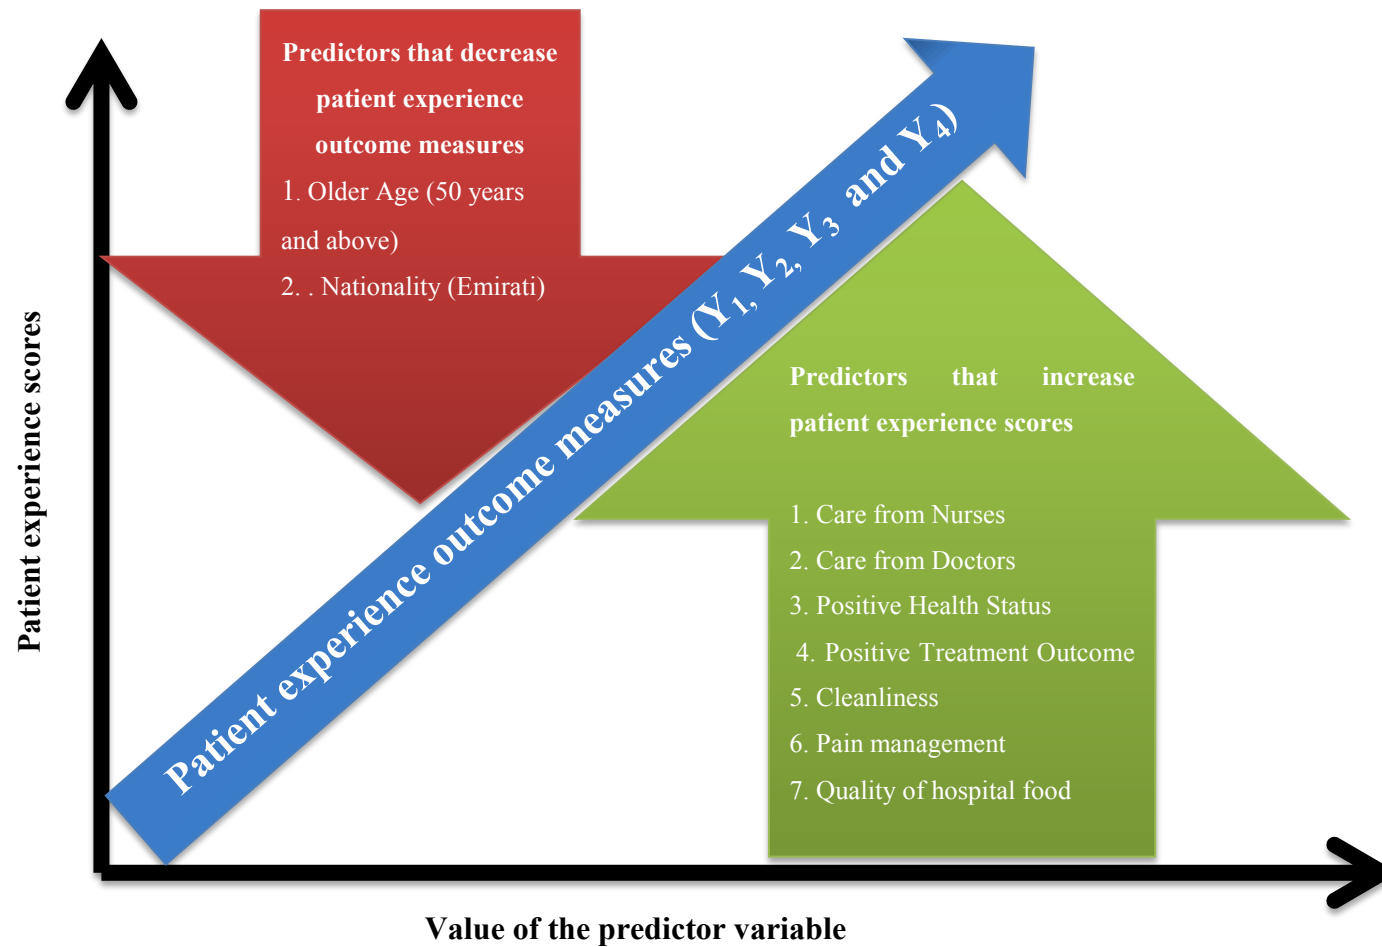 Predictors that decrease
patient experience
outcome measures
1. Older Age (50 years
and above)
2. . Nationality (Emirati)
Patient experience outcome measures (Y1, Y2, Y3 and Y4)
Predictors that increase
patient experience scores
1. Care from Nurses
2. Care from Doctors
3. Positive Health Status
4. Positive Treatment Outcome
5. Cleanliness
6. Pain management
7. Quality of hospital food
Patient experience scores
Value of the predictor variable